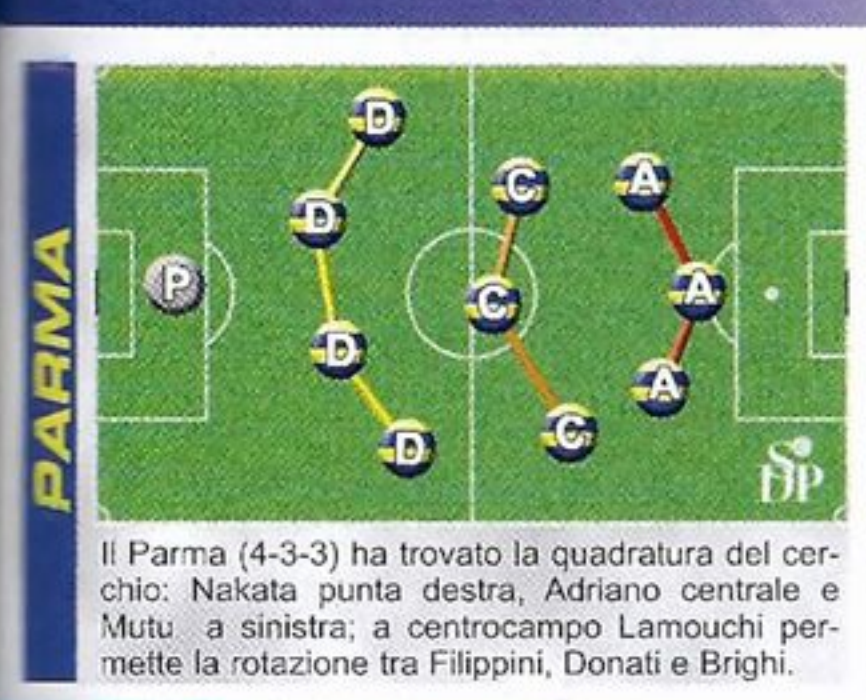 PARMA
D
D
D
D
P
C
C
C
A
A
A
SDP
Il Parma (4-3-3) ha trovato la quadratura del cer-
chio: Nakata punta destra, Adriano centrale e
Mutu a sinistra; a centrocampo Lamouchi per-
mette la rotazione tra Filippini, Donati e Brighi.